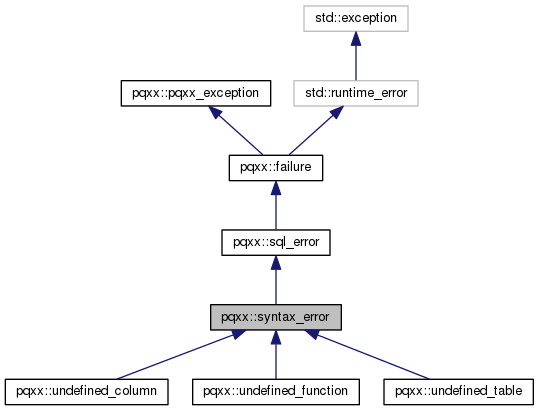 std::exception
pqxx::pqxx_exception
std::runtime_error
pqxx::failure
pqxx::sql_error
pqxx::syntax_error
pqxx::undefined_column
pqxx::undefined_function
pqxx::undefined_table